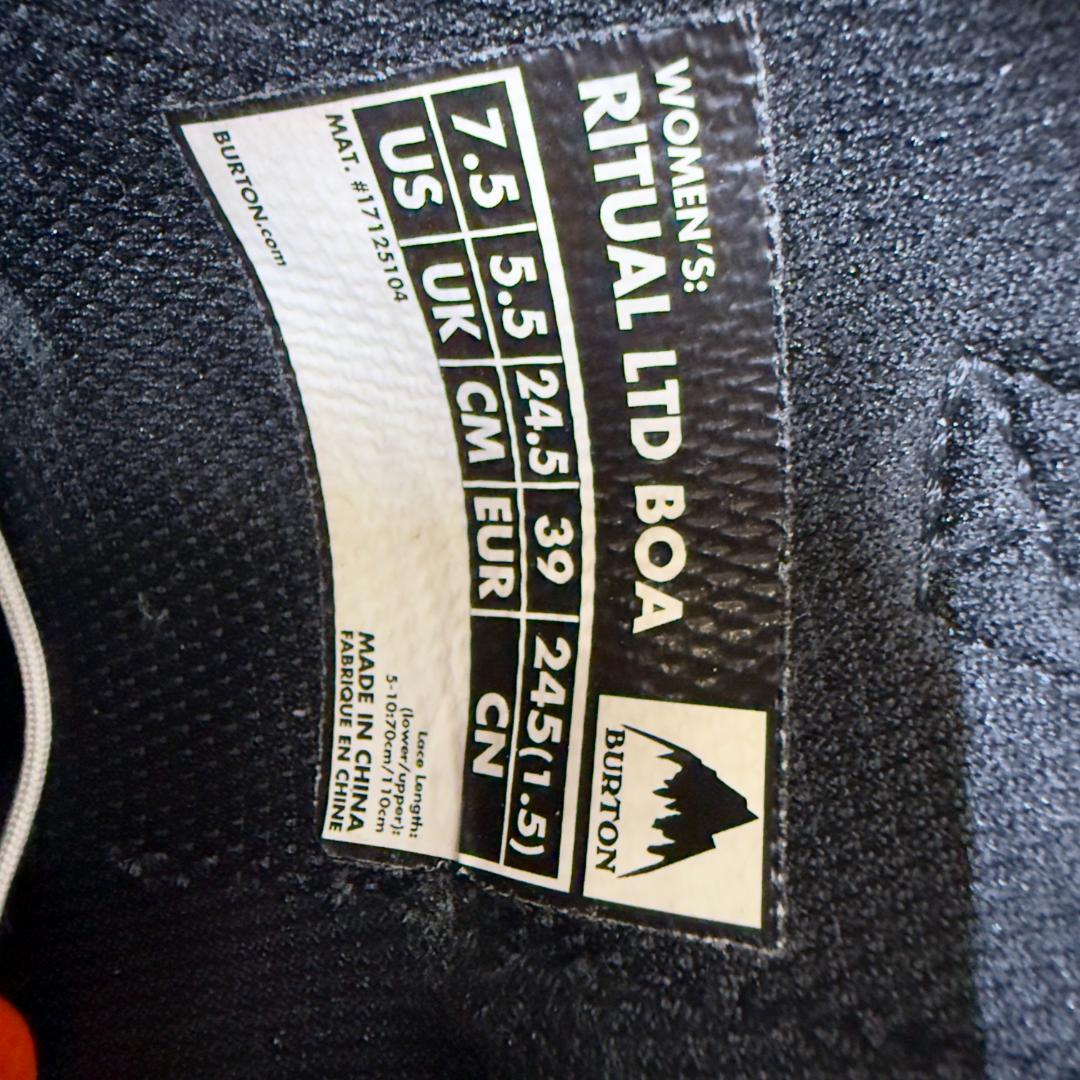 WOMEN'S:
RITUAL LTD BOA
BURTON
7.5 5.5 24.5 39 245(1.5)
US UK CM EUR CN
MAT. #17125104
Lace Length:
(lower/upper):
5-10:70cm/110cm
MADE IN CHINA
FABRIQUE EN CHINE
BURTON.com